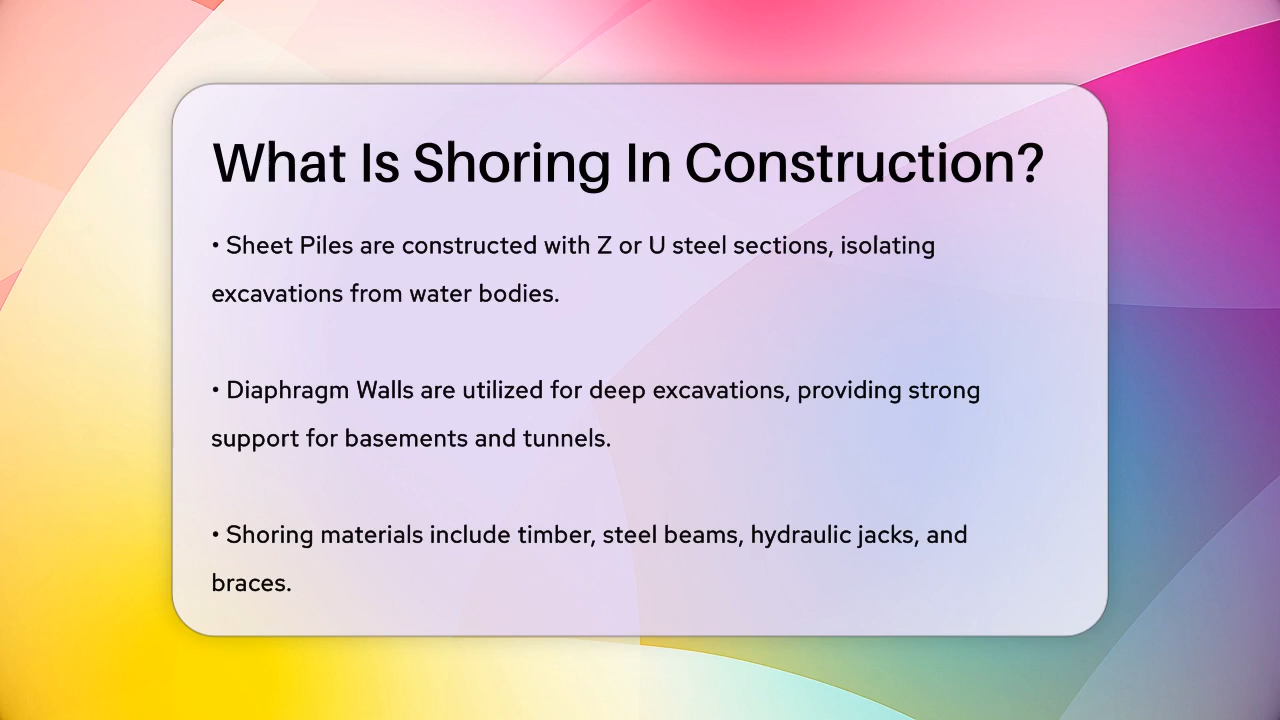 What Is Shoring In Construction?
• Sheet Piles are constructed with Z or U steel sections, isolating
excavations from water bodies.
• Diaphragm Walls are utilized for deep excavations, providing strong
support for basements and tunnels.
• Shoring materials include timber, steel beams, hydraulic jacks, and
braces.